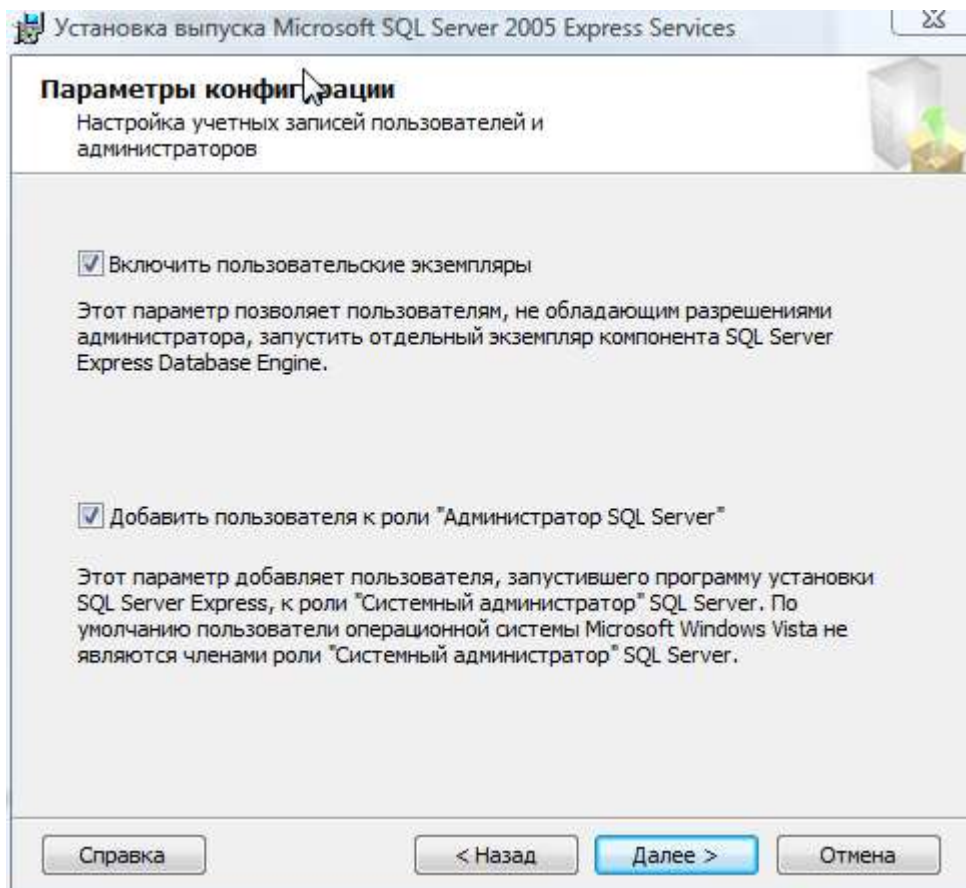 Установка выпуска Microsoft SQL Server 2005 Express Services
Параметры конфигурации
Настройка учетных записей пользователей и
администраторов
Включить пользовательские экземпляры
Этот параметр позволяет пользователям, не обладающим разрешениями
администратора, запустить отдельный экземпляр компонента SQL Server
Express Database Engine.
Добавить пользователя к роли "Администратор SQL Server"
Этот параметр добавляет пользователя, запустившего программу установки
SQL Server Express, к роли "Системный администратор" SQL Server. По
умолчанию пользователи операционной системы Microsoft Windows Vista не
являются членами роли "Системный администратор" SQL Server.
Справка
< Назад
Далее >
Отмена